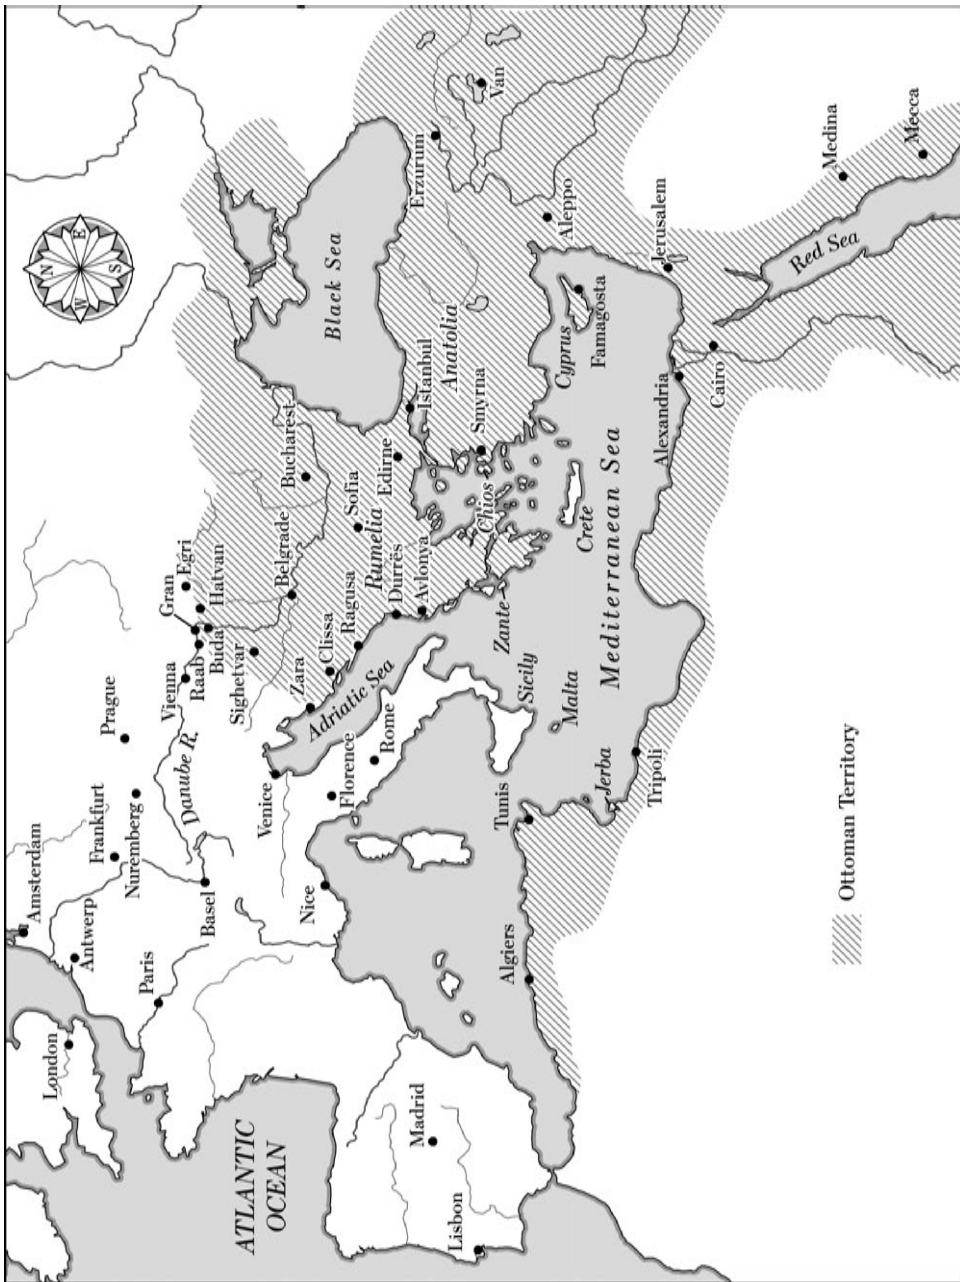 London
Amsterdam
Antwerp
Paris
Frankfurt
Nuremberg
Prague
Basel
Danube R.
Vienna
Raab
Gran
Buda
Egri
Hatvan
Sighetvar
Belgrade
Bucharest
N
E
S
W
Black Sea
Venice
Zara
Clissa
Ragusa
Adriatic Sea
Nice
Florence
Rome
Sofia
Rumelia
Durrës
Avlonya
Edirne
Istanbul
Anatolia
Erzurum
Van
ATLANTIC
OCEAN
Madrid
Lisbon
Smyrna
Chios
Zante
Sicily
Malta
Crete
Cyprus
Famagosta
Aleppo
Mediterranean Sea
Algiers
Tunis
Jerba
Tripoli
Alexandria
Cairo
Jerusalem
Red Sea
Medina
Mecca
Ottoman Territory